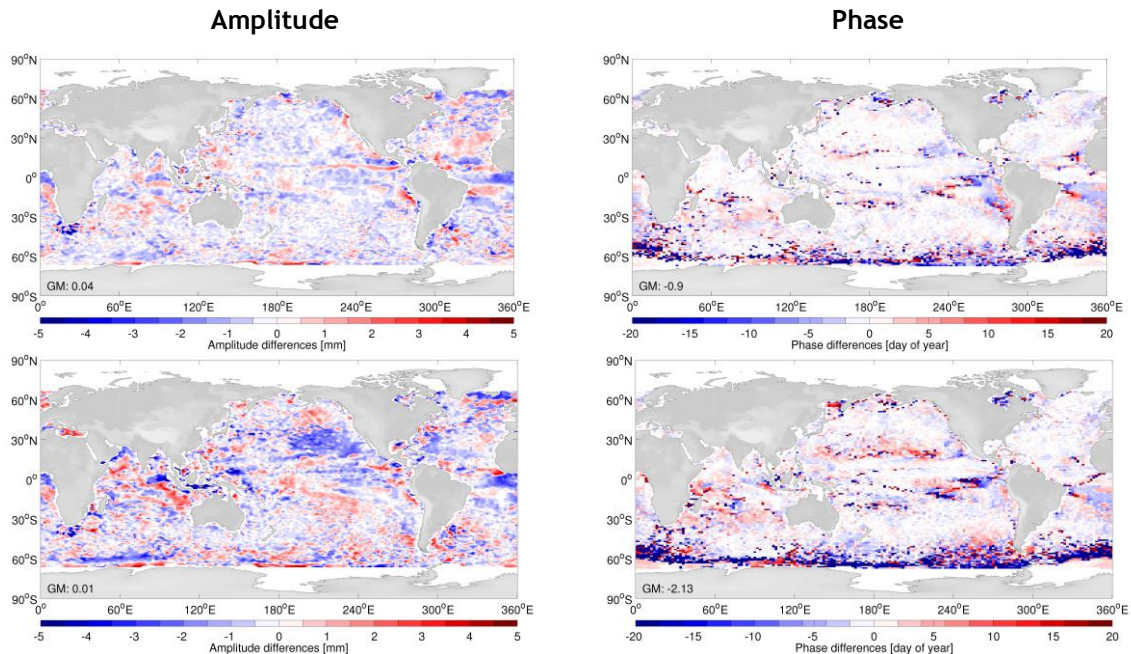 Amplitude
Phase
90°N
60°N
30°N
0°
30°S
60°S
90°S
GM: 0.04
0° 60°E 120°E 180°E 240°E 300°E 360°E
-5 -4 -3 -2 -1 0 1 2 3 4 5
Amplitude differences [mm]
90°N
60°N
30°N
0°
30°S
60°S
90°S
GM: -0.9
0° 60°E 120°E 180°E 240°E 300°E 360°E
-20 -15 -10 -5 0 5 10 15 20
Phase differences [day of year]
90°N
60°N
30°N
0°
30°S
60°S
90°S
GM: 0.01
0° 60°E 120°E 180°E 240°E 300°E 360°E
-5 -4 -3 -2 -1 0 1 2 3 4 5
Amplitude differences [mm]
90°N
60°N
30°N
0°
30°S
60°S
90°S
GM: -2.13
0° 60°E 120°E 180°E 240°E 300°E 360°E
-20 -15 -10 -5 0 5 10 15 20
Phase differences [day of year]